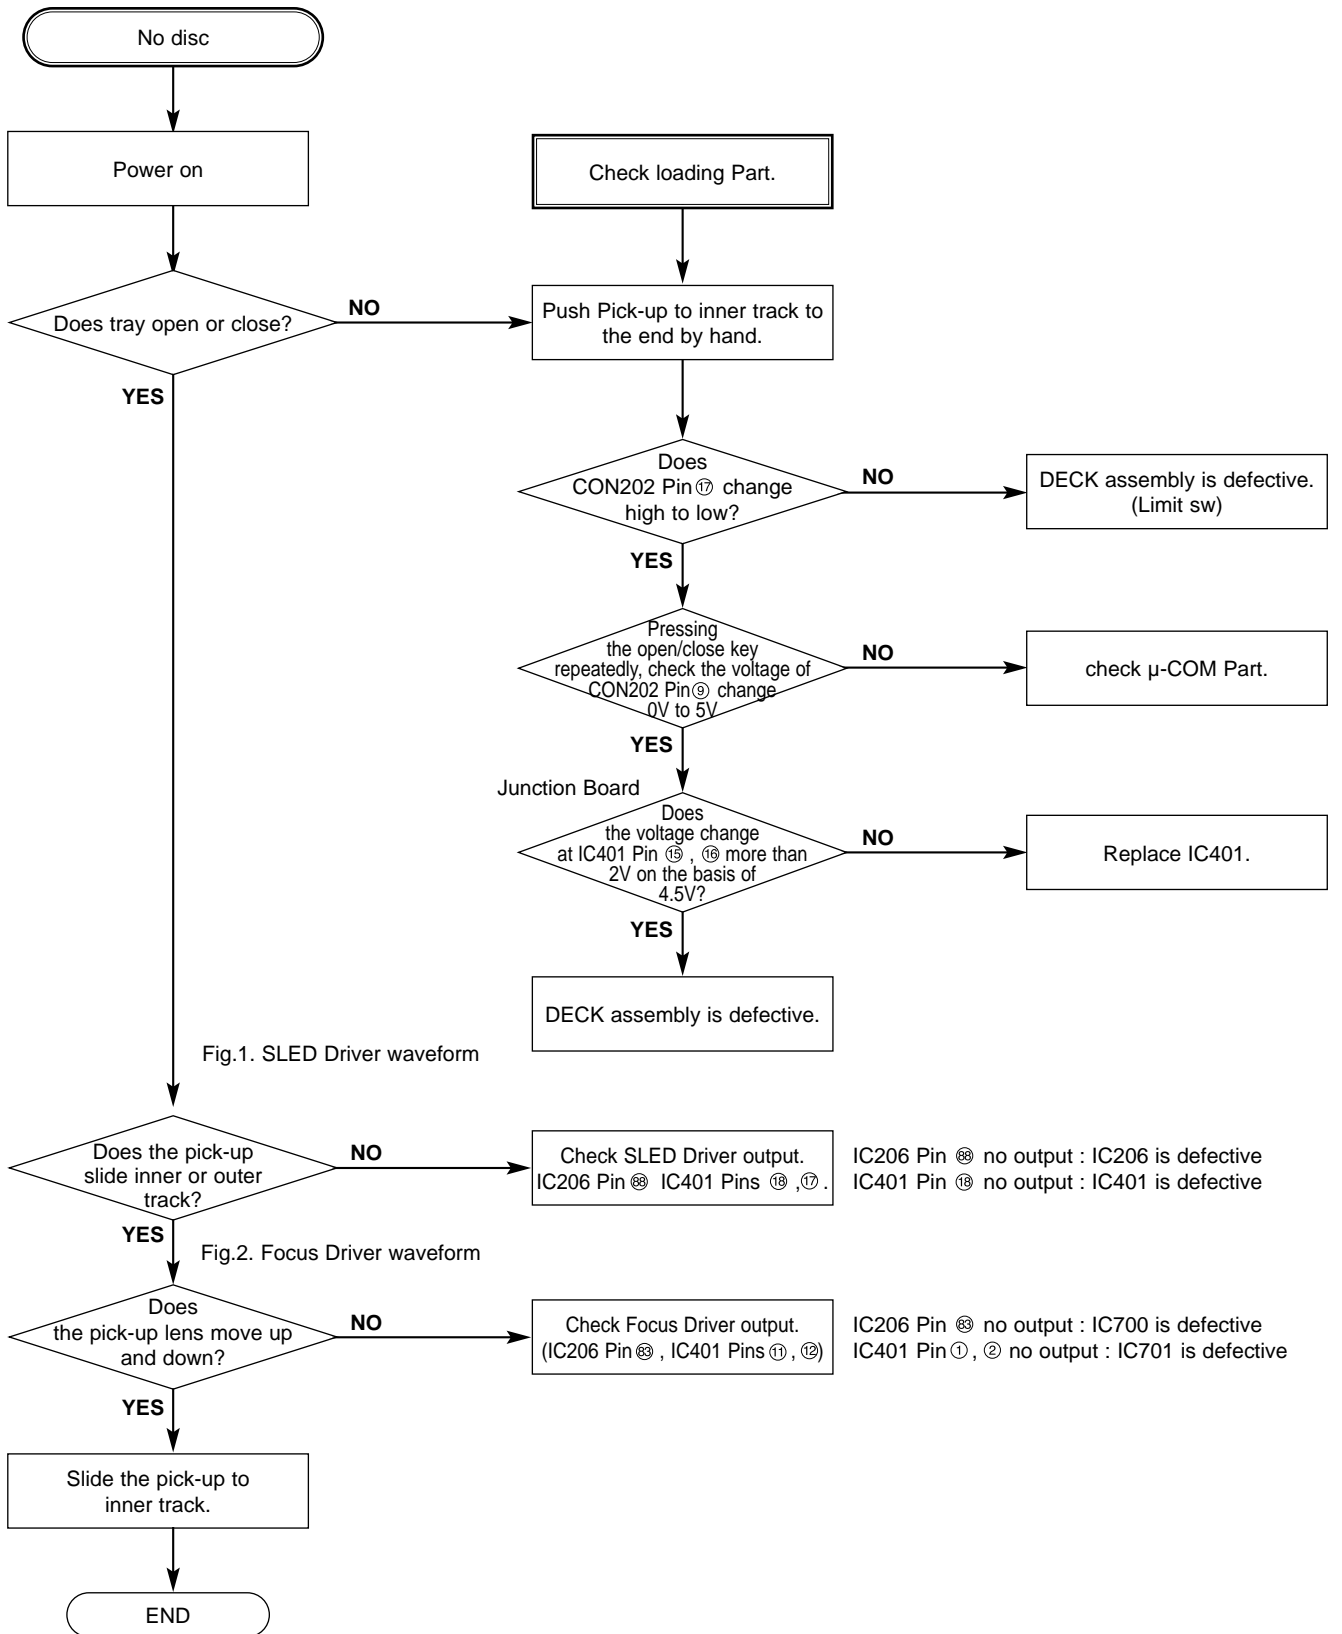 No disc
Power on
Check loading Part.
Does tray open or close?
NO
Push Pick-up to inner track to
the end by hand.
YES
Does
CON202 Pin⑰ change
high to low?
NO
DECK assembly is defective.
(Limit sw)
YES
Pressing
the open/close key
repeatedly, check the voltage of
CON202 Pin⑨ change
0V to 5V
NO
check µ-COM Part.
YES
Junction Board
Does
the voltage change
at IC401 Pin ⑮ , ⑯ more than
2V on the basis of
4.5V?
NO
Replace IC401.
YES
DECK assembly is defective.
Fig.1. SLED Driver waveform
Does the pick-up
slide inner or outer
track?
NO
Check SLED Driver output.
IC206 Pin 88 IC401 Pins ⑱ ,⑰ .
IC206 Pin 88 no output : IC206 is defective
IC401 Pin ⑱ no output : IC401 is defective
YES
Fig.2. Focus Driver waveform
Does
the pick-up lens move up
and down?
NO
Check Focus Driver output.
(IC206 Pin 83 , IC401 Pins ⑪ , ⑫)
IC206 Pin 83 no output : IC700 is defective
IC401 Pin ① , ② no output : IC701 is defective
YES
Slide the pick-up to
inner track.
END